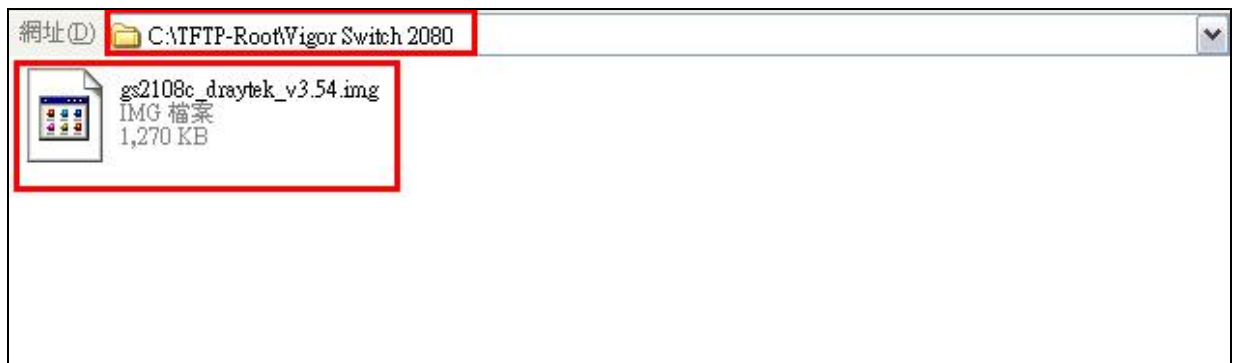 網址(D) C:\TFTP-Root\Vigor Switch 2080
gs2108c_draytek_v3.54.img
IMG 檔案
1,270 KB